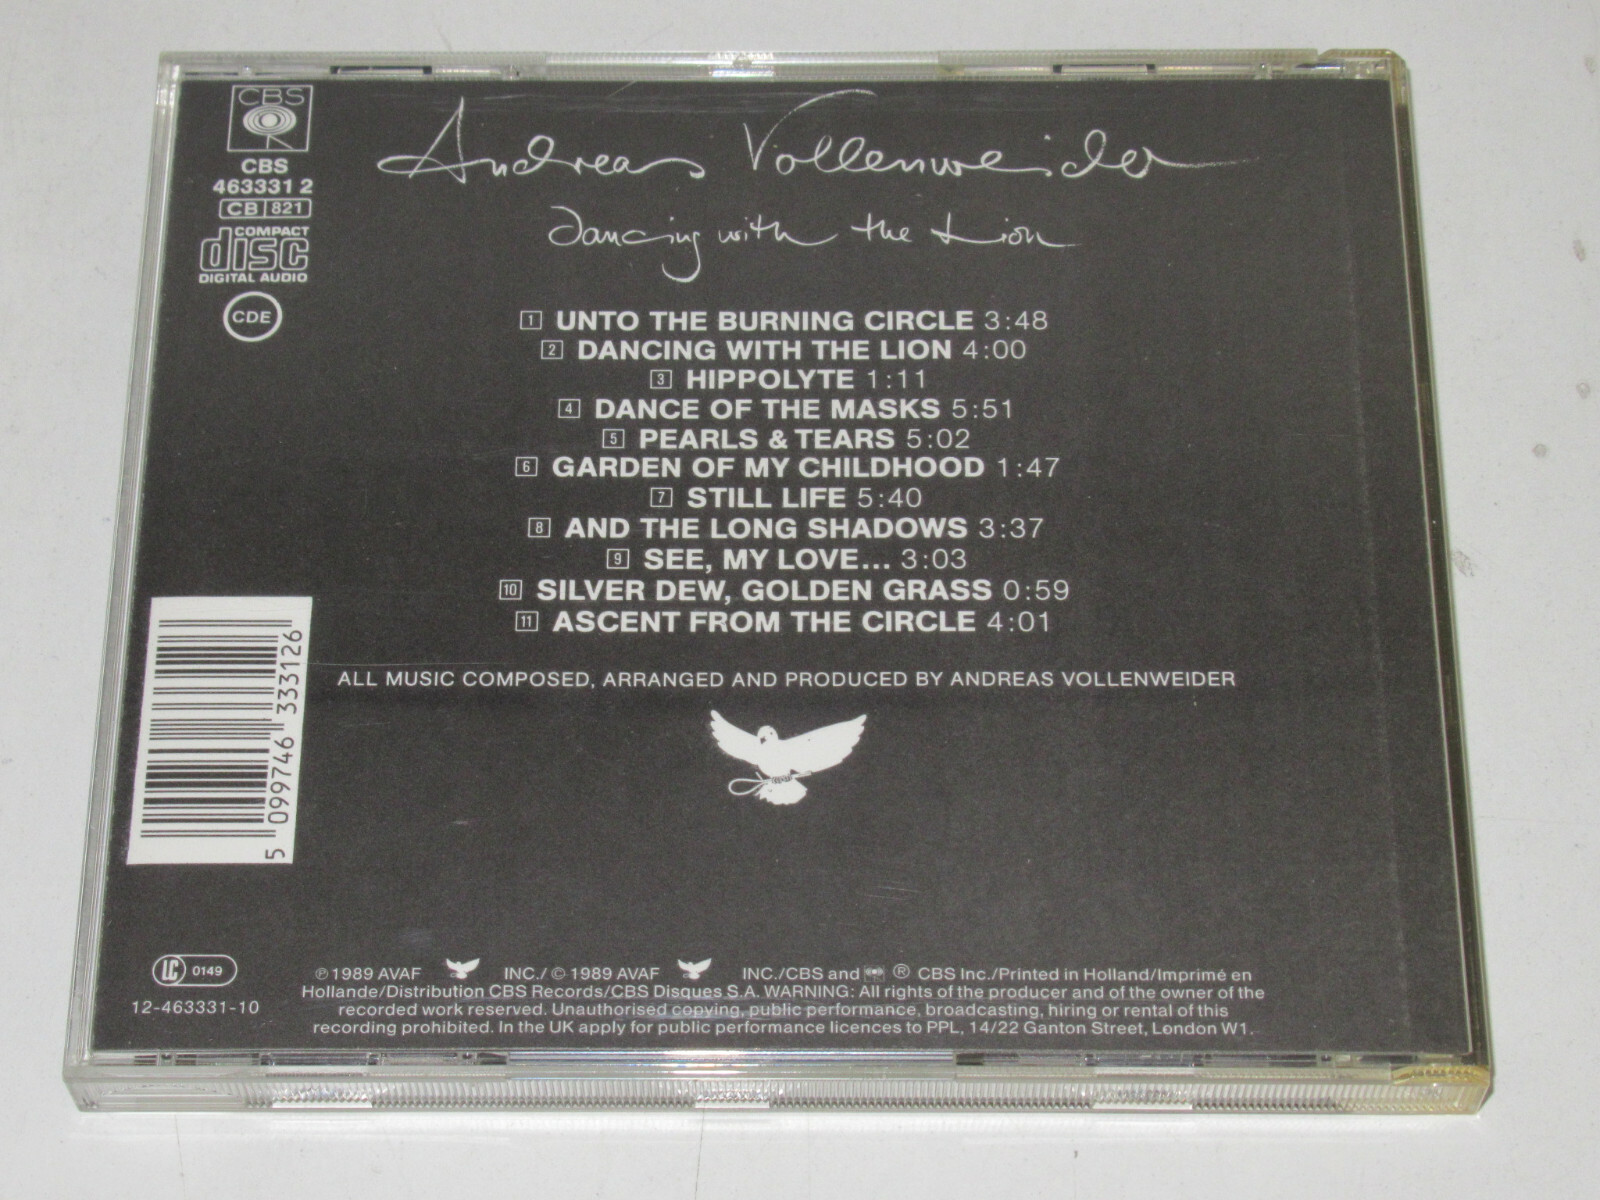 CBS
CBS
463331 2
CB 821
COMPACT
disc
DIGITAL AUDIO
CDE
Andreas Vollenweider
dancing with the Lion
1 UNTO THE BURNING CIRCLE 3:48
2 DANCING WITH THE LION 4:00
3 HIPPOLYTE 1:11
4 DANCE OF THE MASKS 5:51
5 PEARLS & TEARS 5:02
6 GARDEN OF MY CHILDHOOD 1:47
7 STILL LIFE 5:40
8 AND THE LONG SHADOWS 3:37
9 SEE, MY LOVE... 3:03
10 SILVER DEW, GOLDEN GRASS 0:59
11 ASCENT FROM THE CIRCLE 4:01
ALL MUSIC COMPOSED, ARRANGED AND PRODUCED BY ANDREAS VOLLENWEIDER
5 099746 333126
LC 0149
12-463331-10
℗ 1989 AVAF INC./ © 1989 AVAF INC./CBS and ® CBS Inc./Printed in Holland/Imprimé en
Hollande/Distribution CBS Records/CBS Disques S.A. WARNING: All rights of the producer and of the owner of the
recorded work reserved. Unauthorised copying, public performance, broadcasting, hiring or rental of this
recording prohibited. In the UK apply for public performance licences to PPL, 14/22 Ganton Street, London W1.